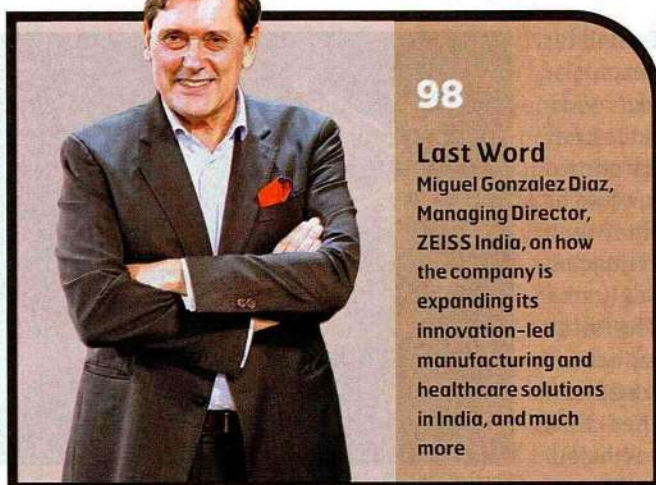 98
Last Word
Miguel Gonzalez Diaz,
Managing Director,
ZEISS India, on how
the company is
expanding its
innovation-led
manufacturing and
healthcare solutions
in India, and much
more